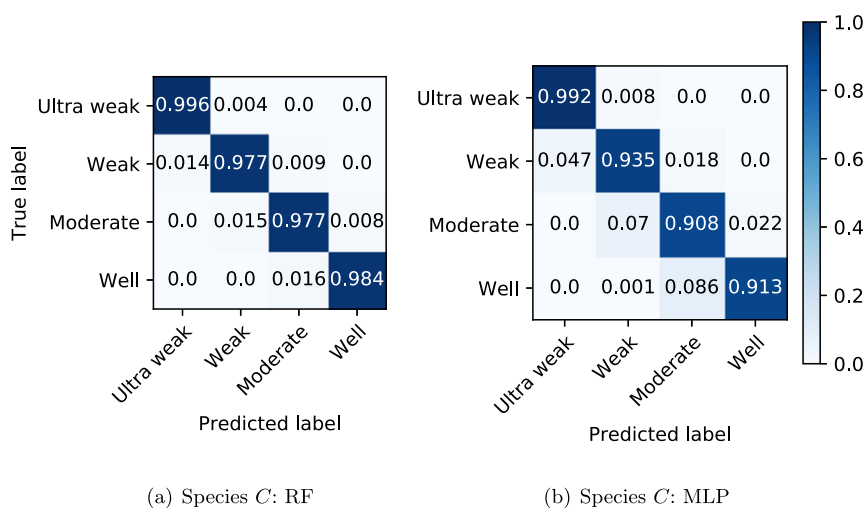 True label
Ultra weak 0.996 0.004 0.0 0.0
Weak 0.014 0.977 0.009 0.0
Moderate 0.0 0.015 0.977 0.008
Well 0.0 0.0 0.016 0.984
Ultra weak Weak Moderate Well
Predicted label
(a) Species C: RF
Ultra weak 0.992 0.008 0.0 0.0
Weak 0.047 0.935 0.018 0.0
Moderate 0.0 0.07 0.908 0.022
Well 0.0 0.001 0.086 0.913
Ultra weak Weak Moderate Well
Predicted label
(b) Species C: MLP
1.0
0.8
0.6
0.4
0.2
0.0